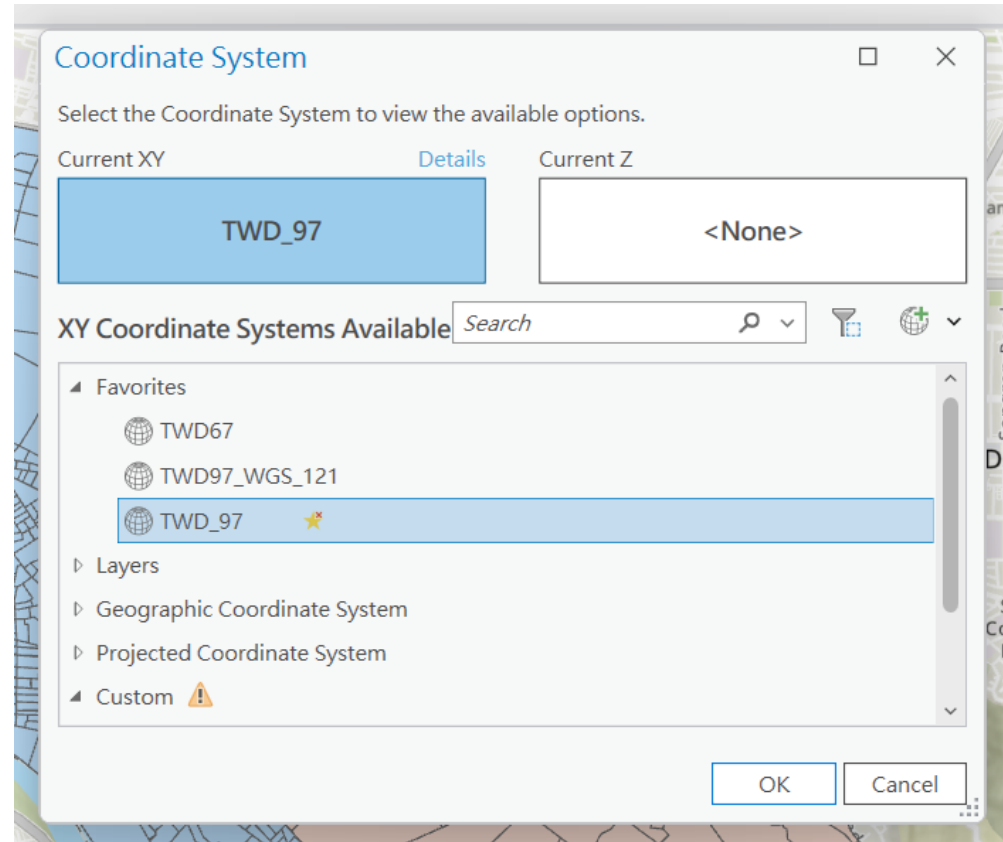 Coordinate System
Select the Coordinate System to view the available options.
Current XY Details Current Z
TWD_97 <None>
XY Coordinate Systems Available Search
Favorites
TWD67
TWD97_WGS_121
TWD_97
Layers
Geographic Coordinate System
Projected Coordinate System
Custom
OK Cancel